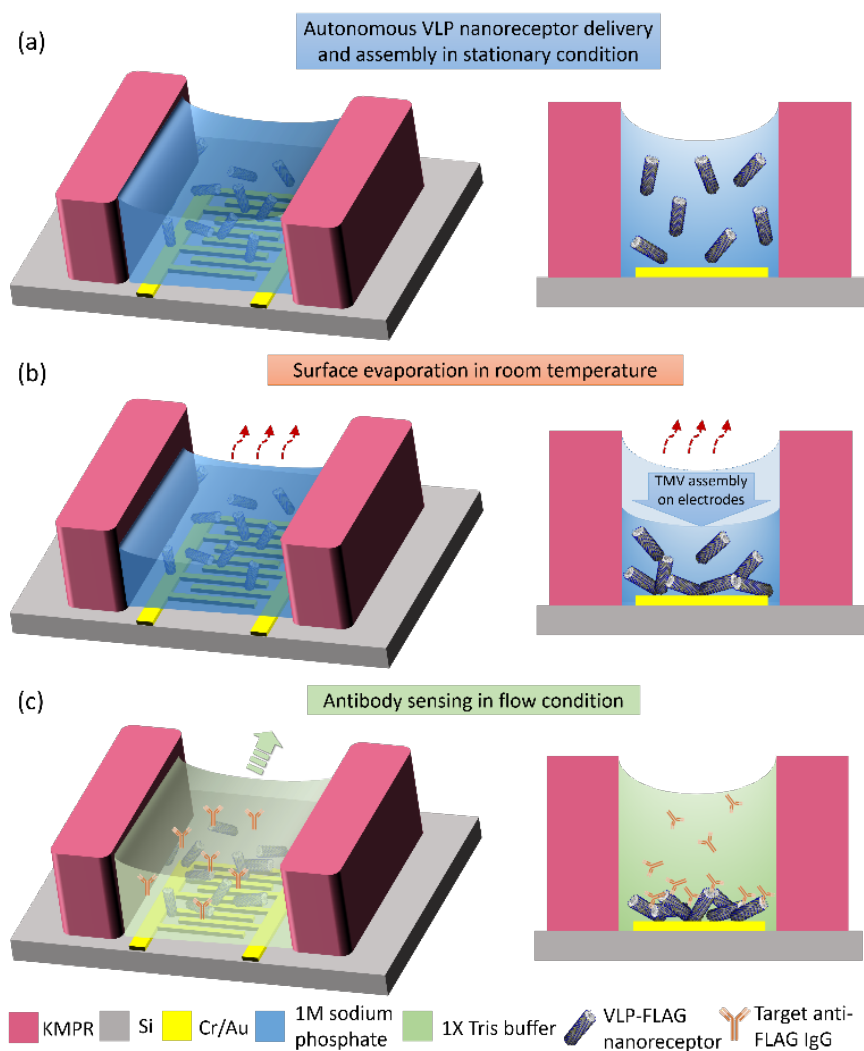 (a)
Autonomous VLP nanoreceptor delivery
and assembly in stationary condition
(b)
Surface evaporation in room temperature
TMV assembly
on electrodes
(c)
Antibody sensing in flow condition
KMPR
Si
Cr/Au
1M sodium
phosphate
1X Tris buffer
VLP-FLAG
nanoreceptor
Target anti-
FLAG IgG